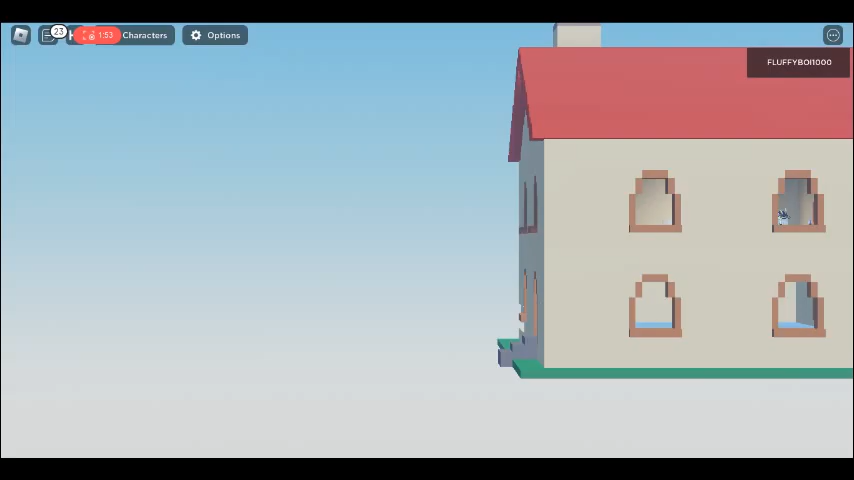 23
1:53
Characters
Options
FLUFFYBOI1000